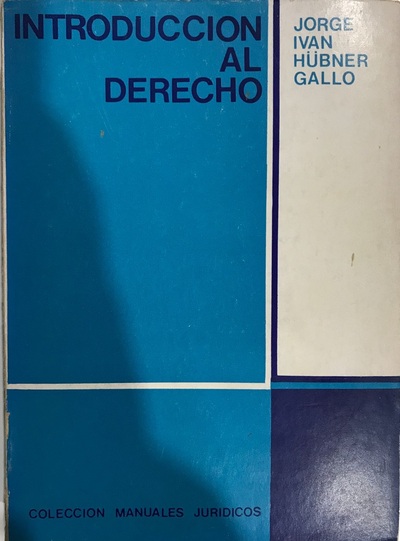 INTRODUCCION
AL
DERECHO
JORGE
IVAN
HÜBNER
GALLO
COLECCION MANUALES JURIDICOS